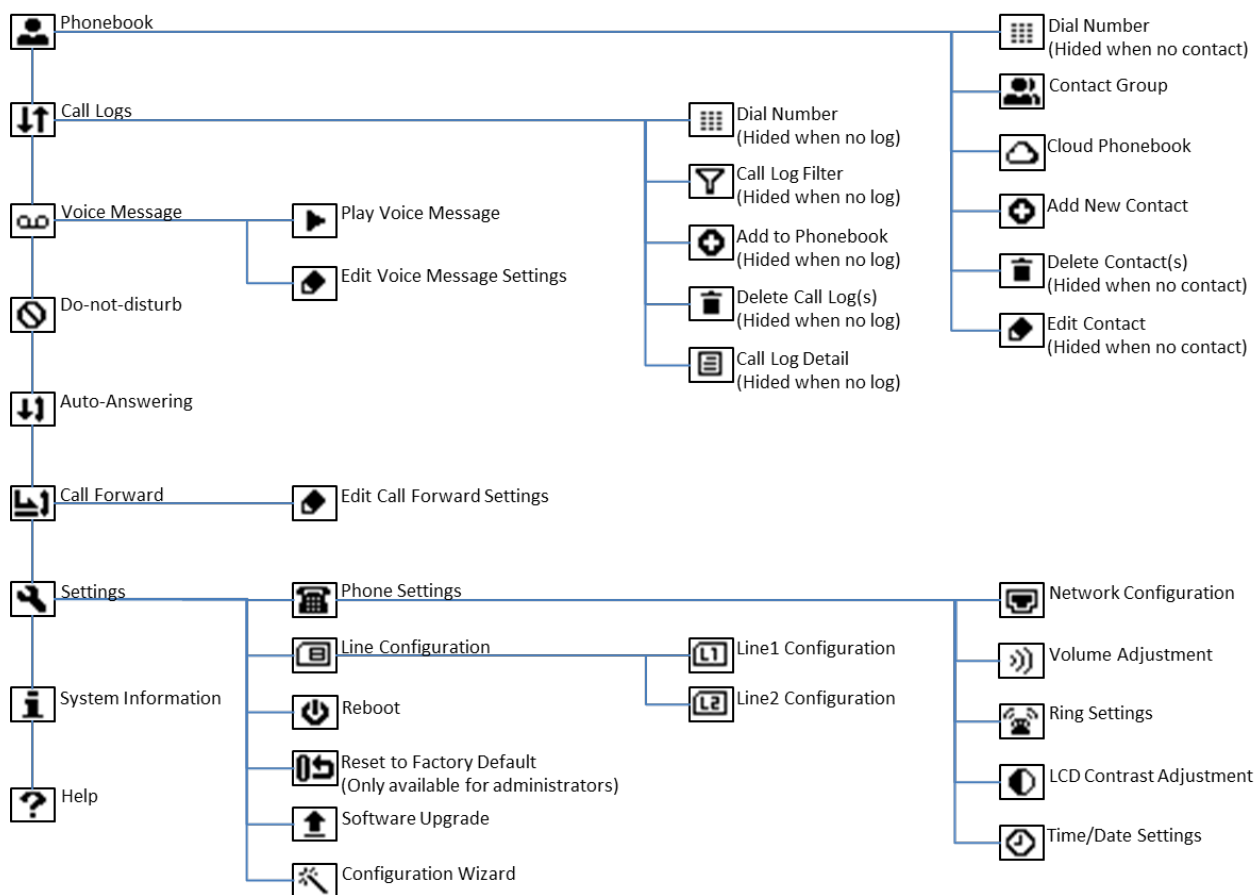 Phonebook
Dial Number
(Hided when no contact)
Contact Group
Cloud Phonebook
Add New Contact
Delete Contact(s)
(Hided when no contact)
Edit Contact
(Hided when no contact)
Call Logs
Dial Number
(Hided when no log)
Call Log Filter
(Hided when no log)
Add to Phonebook
(Hided when no log)
Delete Call Log(s)
(Hided when no log)
Call Log Detail
(Hided when no log)
Voice Message
Play Voice Message
Edit Voice Message Settings
Do-not-disturb
Auto-Answering
Call Forward
Edit Call Forward Settings
Settings
Phone Settings
Network Configuration
Volume Adjustment
Ring Settings
LCD Contrast Adjustment
Time/Date Settings
Line Configuration
L1 Line1 Configuration
L2 Line2 Configuration
Reboot
Reset to Factory Default
(Only available for administrators)
Software Upgrade
Configuration Wizard
System Information
Help